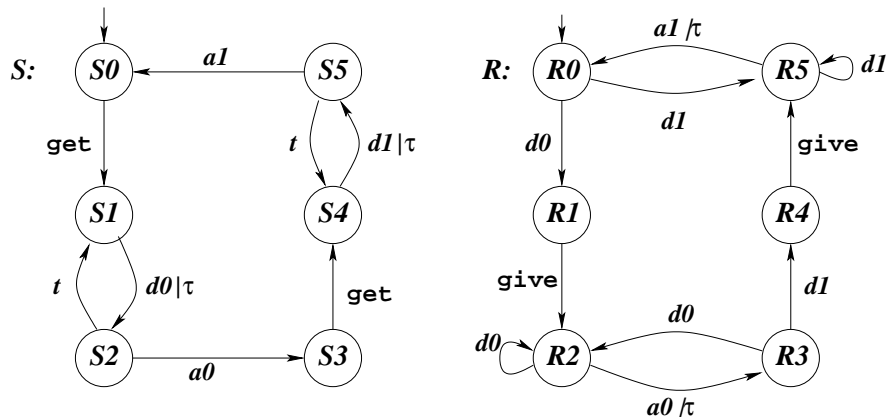 a1 /τ
S: S0 a1 S5 R: R0 R5 d1
t d1|τ d1
get d0 give
S1 S4 R1 R4
t d0|τ get give d1
d0
S2 a0 S3 d0 R2 R3
a0 /τ